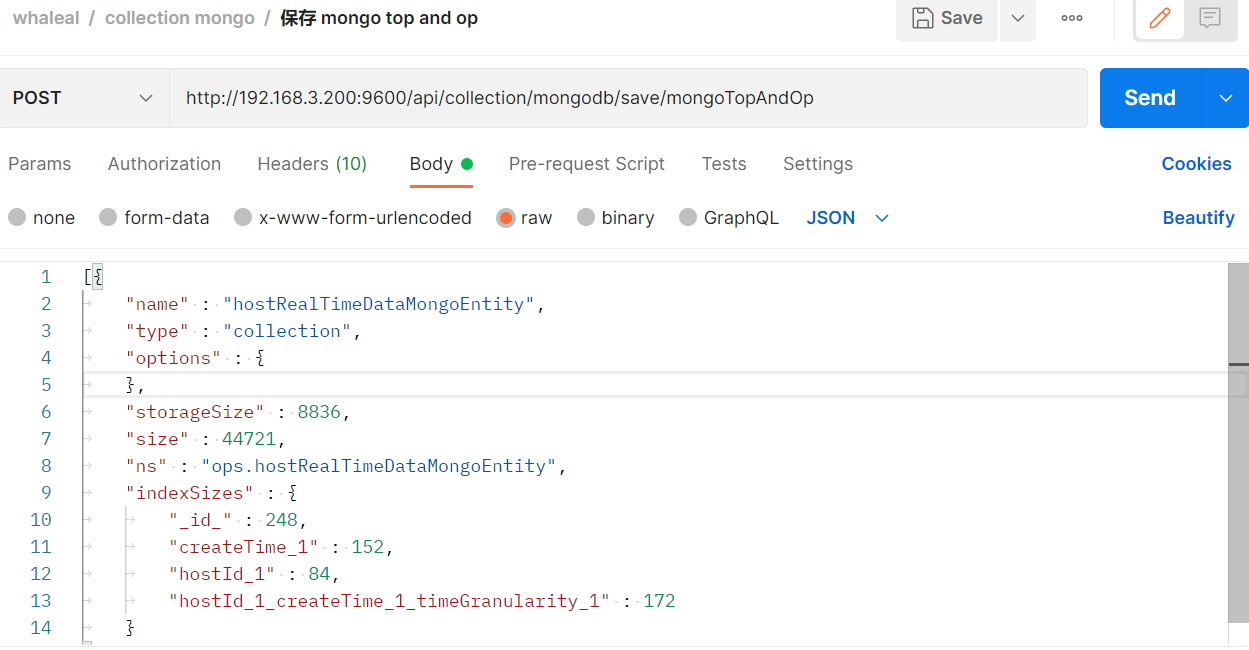 whaleal / collection mongo / 保存 mongo top and op Save ooo
POST http://192.168.3.200:9600/api/collection/mongodb/save/mongoTopAndOp Send
Params Authorization Headers (10) Body Pre-request Script Tests Settings Cookies
none form-data x-www-form-urlencoded raw binary GraphQL JSON Beautify
1 [{
2 "name" : "hostRealTimeDataMongoEntity",
3 "type" : "collection",
4 "options" : {
5 },
6 "storageSize" : 8836,
7 "size" : 44721,
8 "ns" : "ops.hostRealTimeDataMongoEntity",
9 "indexSizes" : {
10 "_id_" : 248,
11 "createTime_1" : 152,
12 "hostId_1" : 84,
13 "hostId_1_createTime_1_timeGranularity_1" : 172
14 }